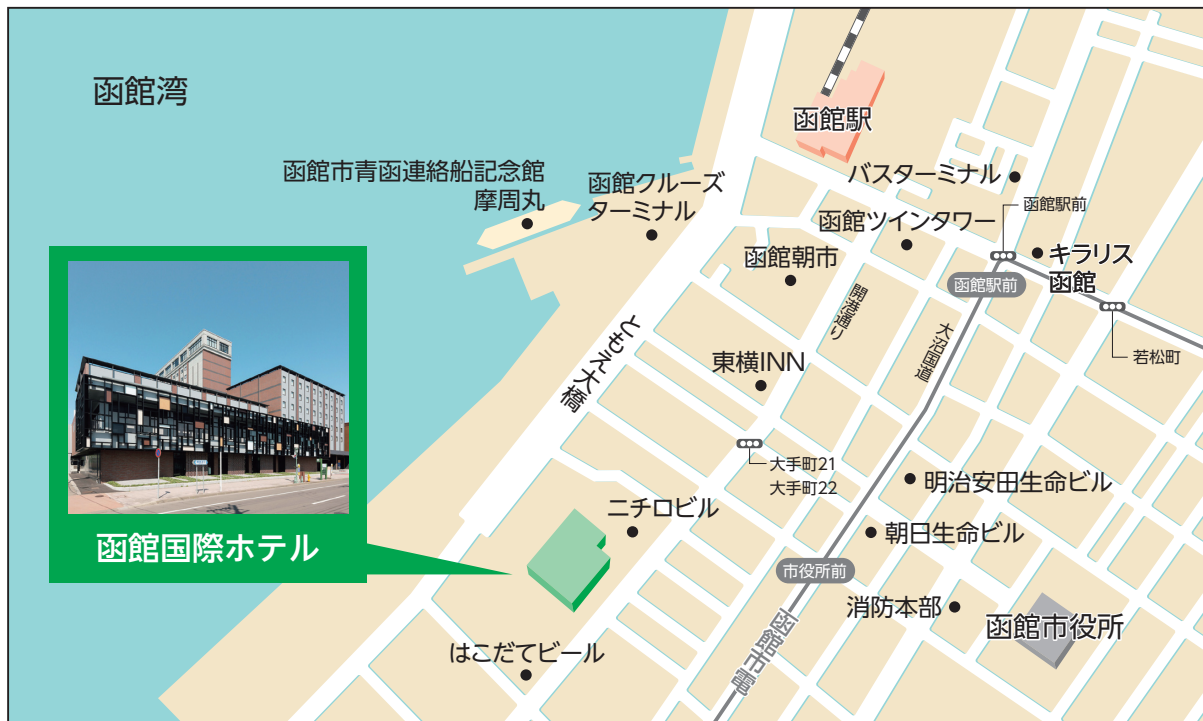 函館湾
函館駅
函館市青函連絡船記念館
摩周丸
函館クルーズ
ターミナル
バスターミナル
函館駅前
函館ツインタワー
キラリス
函館
函館朝市
函館駅前
開港通り
大沼国道
若松町
ともえ大橋
東横INN
大手町21
大手町22
明治安田生命ビル
ニチロビル
朝日生命ビル
函館国際ホテル
市役所前
消防本部
函館市役所
はこだてビール
函館市電